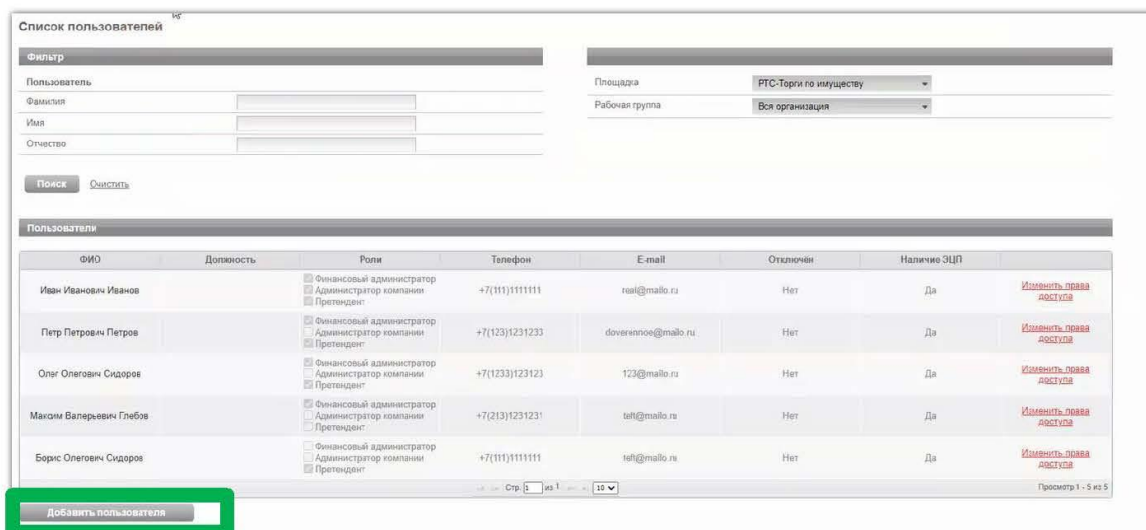 Список пользователей
Фильтр
Пользователь
Фамилия
Имя
Отчество
Площадка РТС-Торги по имуществу
Рабочая группа Вся организация
Поиск Очистить
Пользователи
ФИО Должность Роли Телефон E-mail Отключён Наличие ЭЦП
Иван Иванович Иванов Финансовый администратор Администратор компании Претендент +7(111)1111111 real@mailo.ru Нет Да Изменить права доступа
Петр Петрович Петров Финансовый администратор Администратор компании Претендент +7(123)1231233 doverennoe@mailo.ru Нет Да Изменить права доступа
Олег Олегович Сидоров Финансовый администратор Администратор компании Претендент +7(1233)123123 123@mailo.ru Нет Да Изменить права доступа
Максим Валерьевич Глебов Финансовый администратор Администратор компании Претендент +7(213)1231231 Нет Да Изменить права доступа
Борис Олегович Сидоров Финансовый администратор Администратор компании Претендент +7(111)1111111 Нет Да Изменить права доступа
Стр. 1 из 1 10 Просмотр 1 - 5 из 5
Добавить пользователя